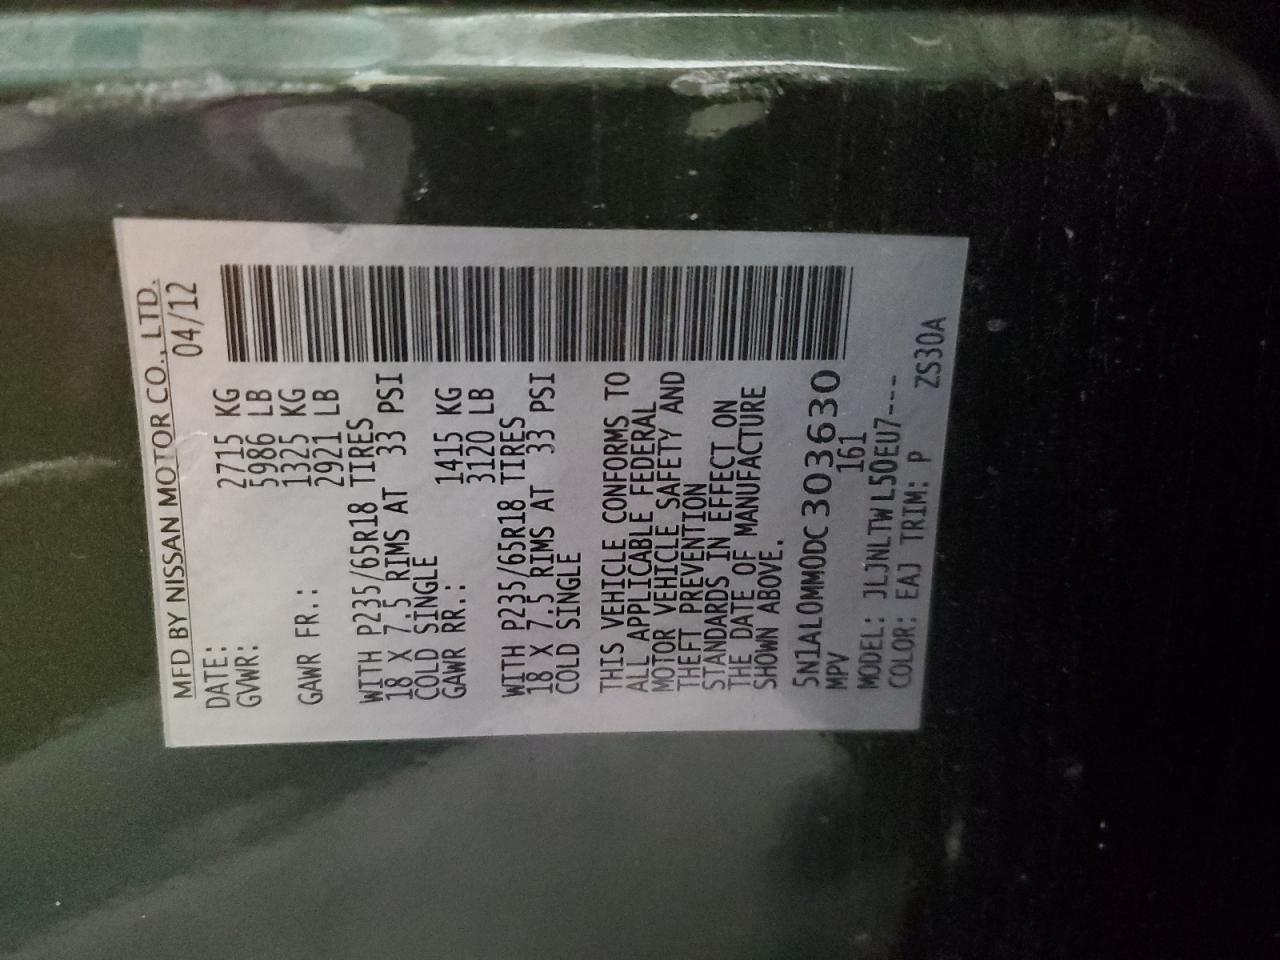 MFD BY NISSAN MOTOR CO., LTD.
DATE: 04/12
GVWR: 2715 KG
5986 LB
GAWR FR.: 1325 KG
2921 LB
WITH P235/65R18 TIRES
18 X 7.5 RIMS AT 33 PSI
COLD SINGLE
GAWR RR.: 1415 KG
3120 LB
WITH P235/65R18 TIRES
18 X 7.5 RIMS AT 33 PSI
COLD SINGLE
THIS VEHICLE CONFORMS TO
ALL APPLICABLE FEDERAL
MOTOR VEHICLE SAFETY AND
THEFT PREVENTION
STANDARDS IN EFFECT ON
THE DATE OF MANUFACTURE
SHOWN ABOVE.
5N1AL0MM0DC303630
MPV 161
MODEL: JLJNLTWL50EU7---
COLOR: EAJ TRIM: P
ZS30A